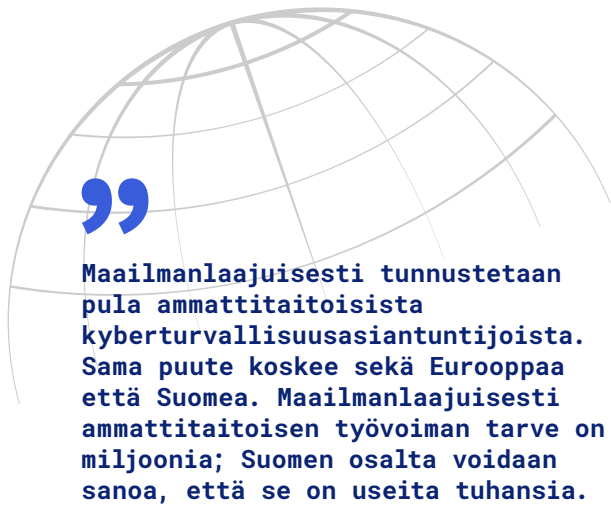 ”
Maailmanlaajuisesti tunnustetaan
pula ammattitaitoisista
kyberturvallisuusasiantuntijoista.
Sama puute koskee sekä Eurooppaa
että Suomea. Maailmanlaajuisesti
ammattitaitoisen työvoiman tarve on
miljoonia; Suomen osalta voidaan
sanoa, että se on useita tuhansia.